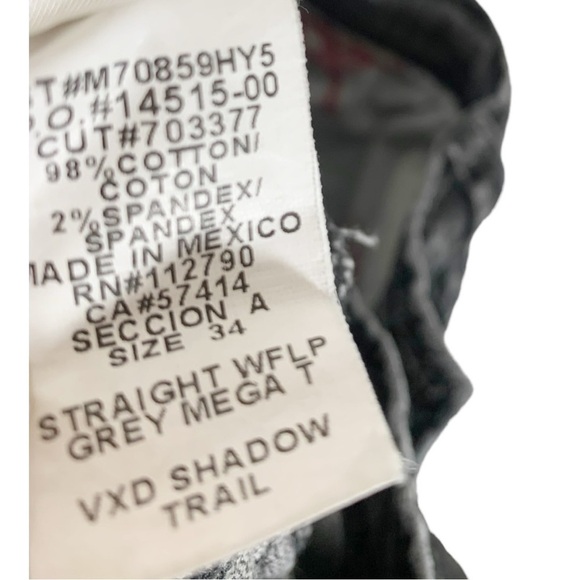 T#M70859HY5
O.#14515-00
CUT#703377
98%COTTON/
COTON
2%SPANDEX/
SPANDEX
MADE IN MEXICO
RN#112790
CA#57414
SECCION A
SIZE 34
STRAIGHT WFLP
GREY MEGA T
VXD SHADOW
TRAIL